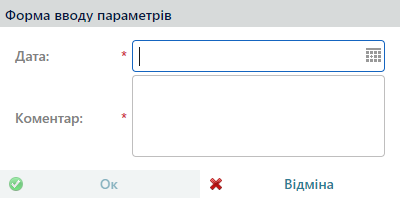 Форма вводу параметрів
Дата: *
Коментар: *
Ок Відміна